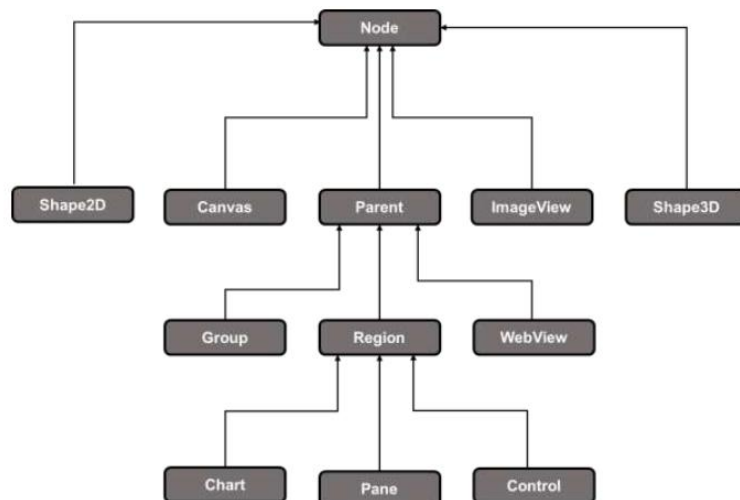 Node
Shape2D
Canvas
Parent
ImageView
Shape3D
Group
Region
WebView
Chart
Pane
Control